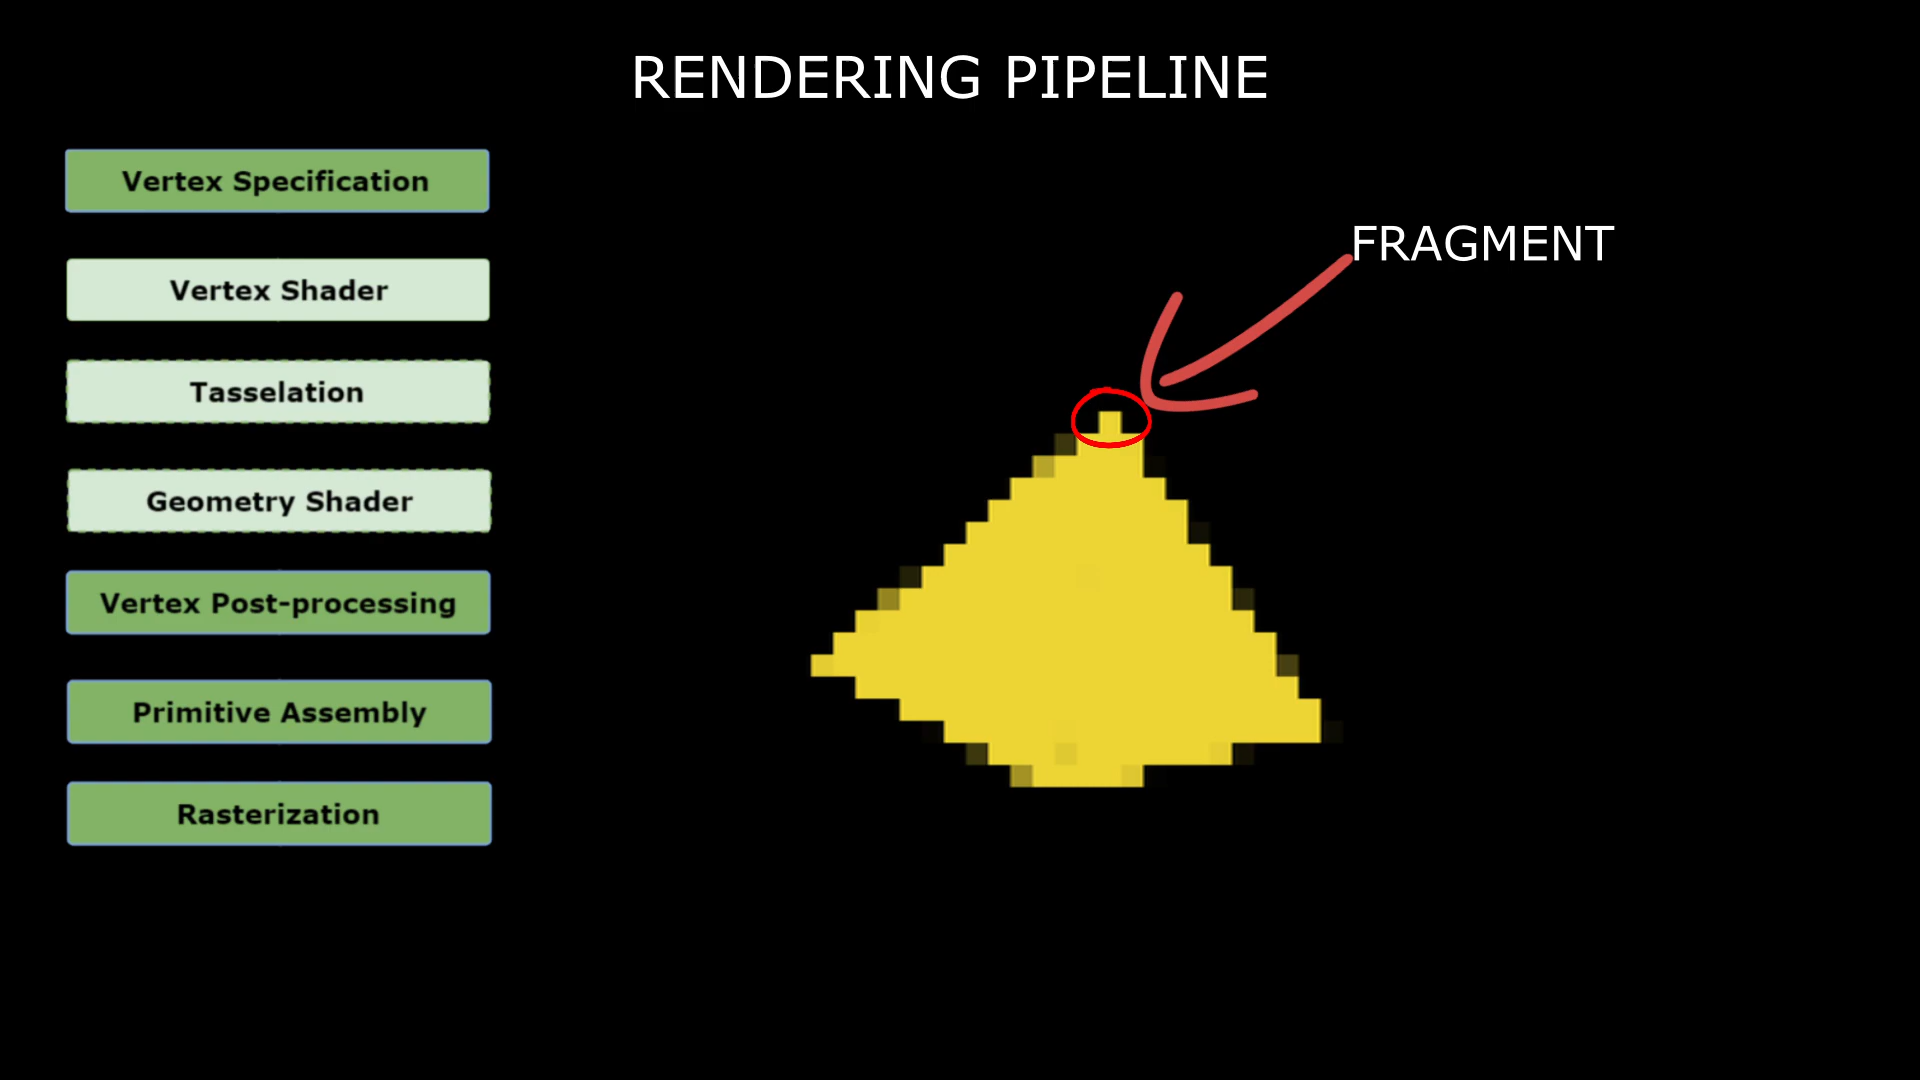 RENDERING PIPELINE
Vertex Specification
Vertex Shader
Tasselation
Geometry Shader
Vertex Post-processing
Primitive Assembly
Rasterization
FRAGMENT